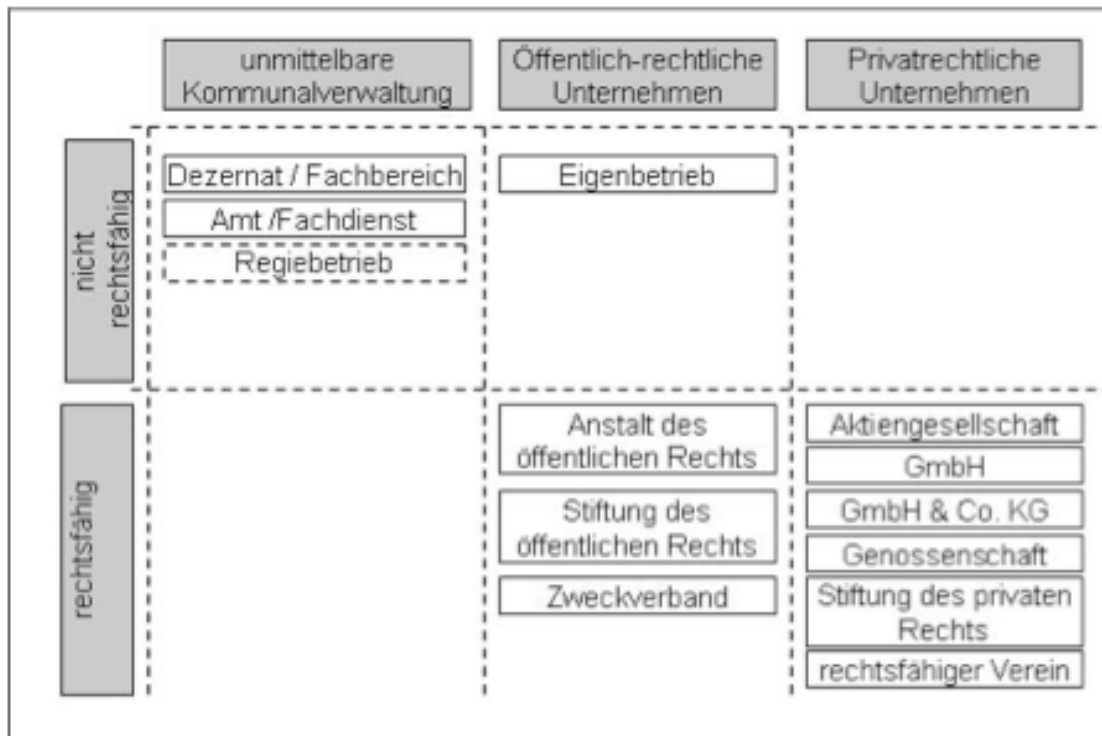 unmittelbare
Kommunalverwaltung
Öffentlich-rechtliche
Unternehmen
Privatrechtliche
Unternehmen
nicht
rechtsfähig
Dezernat / Fachbereich
Amt /Fachdienst
Regiebetrieb
Eigenbetrieb
rechtsfähig
Anstalt des
öffentlichen Rechts
Stiftung des
öffentlichen Rechts
Zweckverband
Aktiengesellschaft
GmbH
GmbH & Co. KG
Genossenschaft
Stiftung des privaten
Rechts
rechtsfähiger Verein